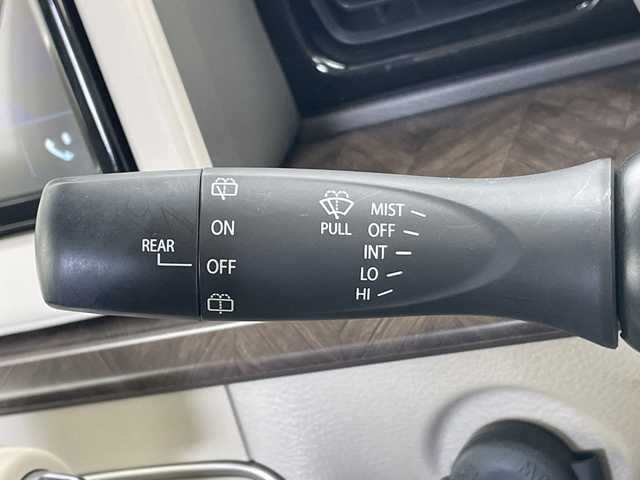 REAR
ON
OFF
PULL
MIST
OFF
INT
LO
HI